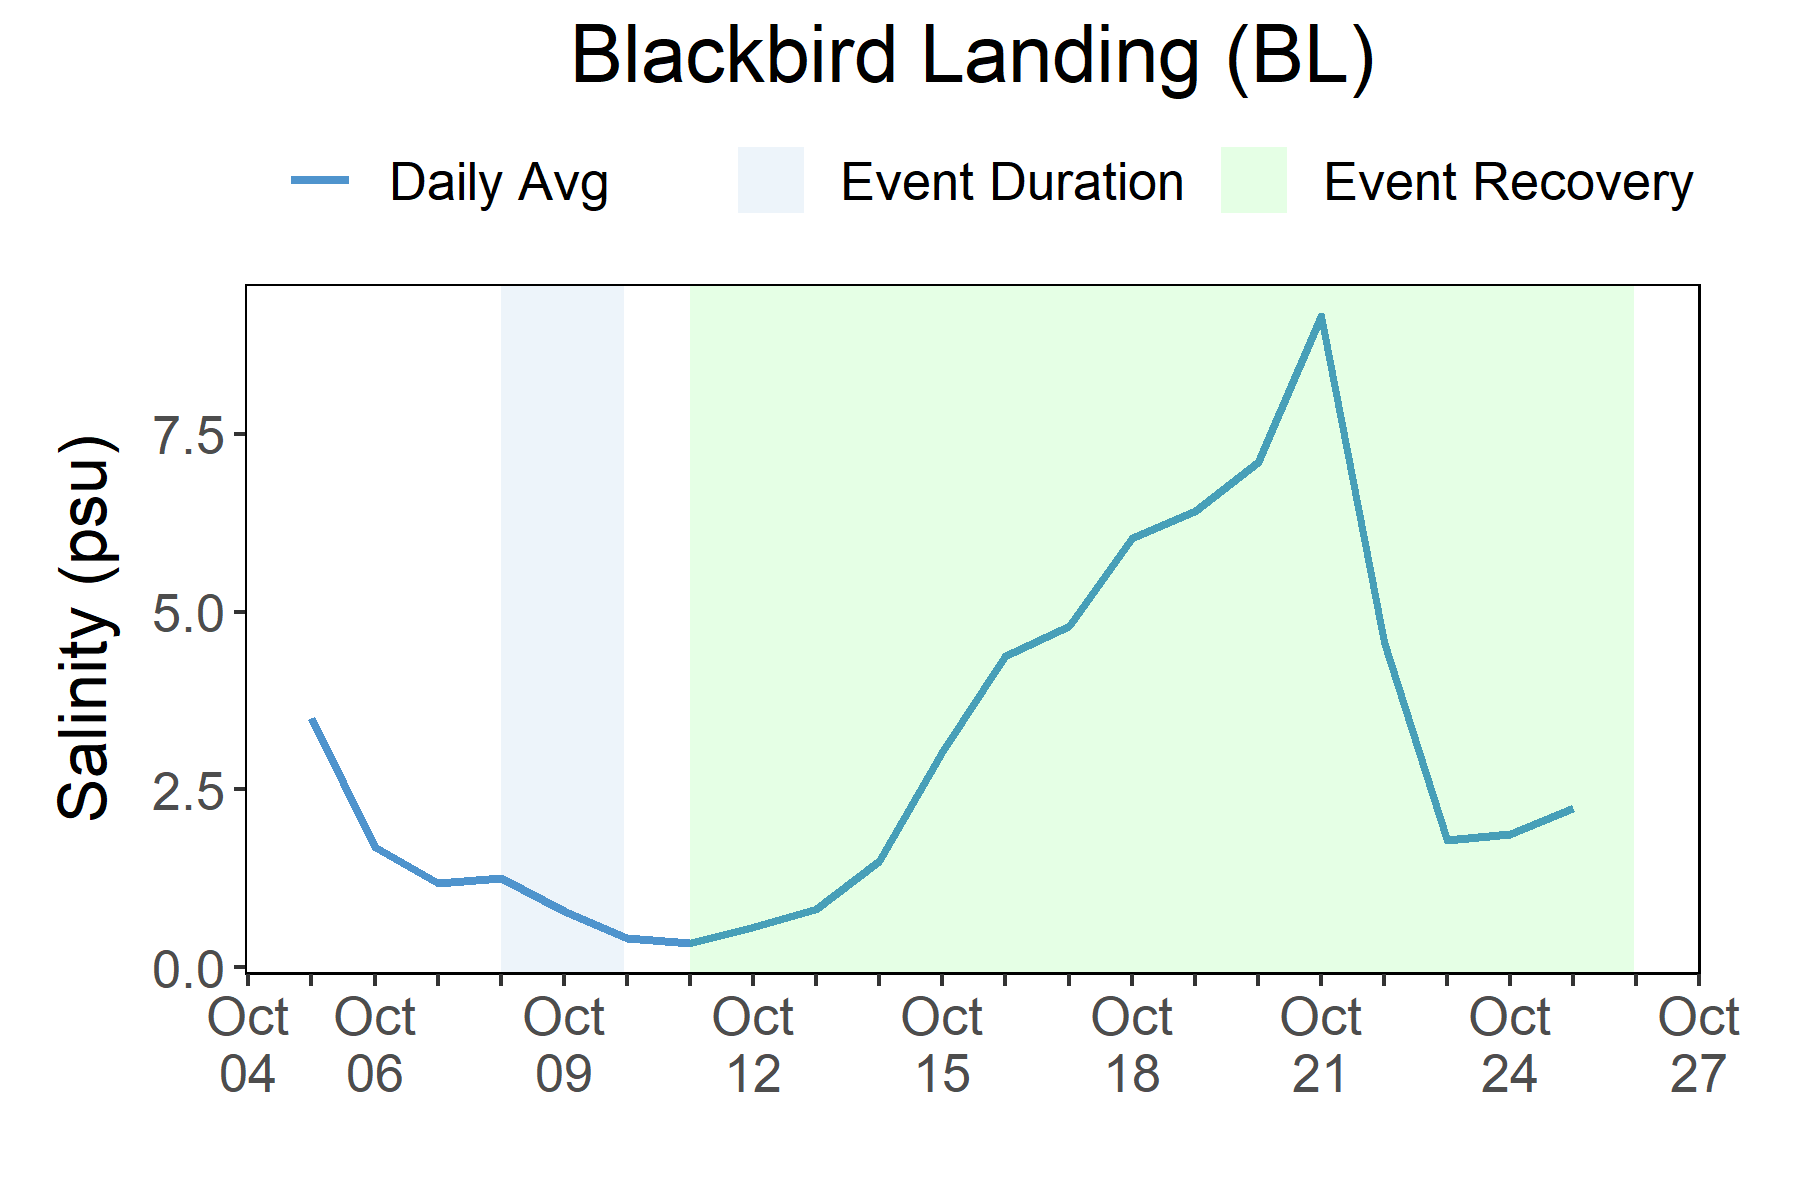 Blackbird Landing (BL)
Daily Avg Event Duration Event Recovery
Salinity (psu)
7.5
5.0
2.5
0.0
Oct Oct Oct Oct Oct Oct Oct Oct Oct
04 06 09 12 15 18 21 24 27